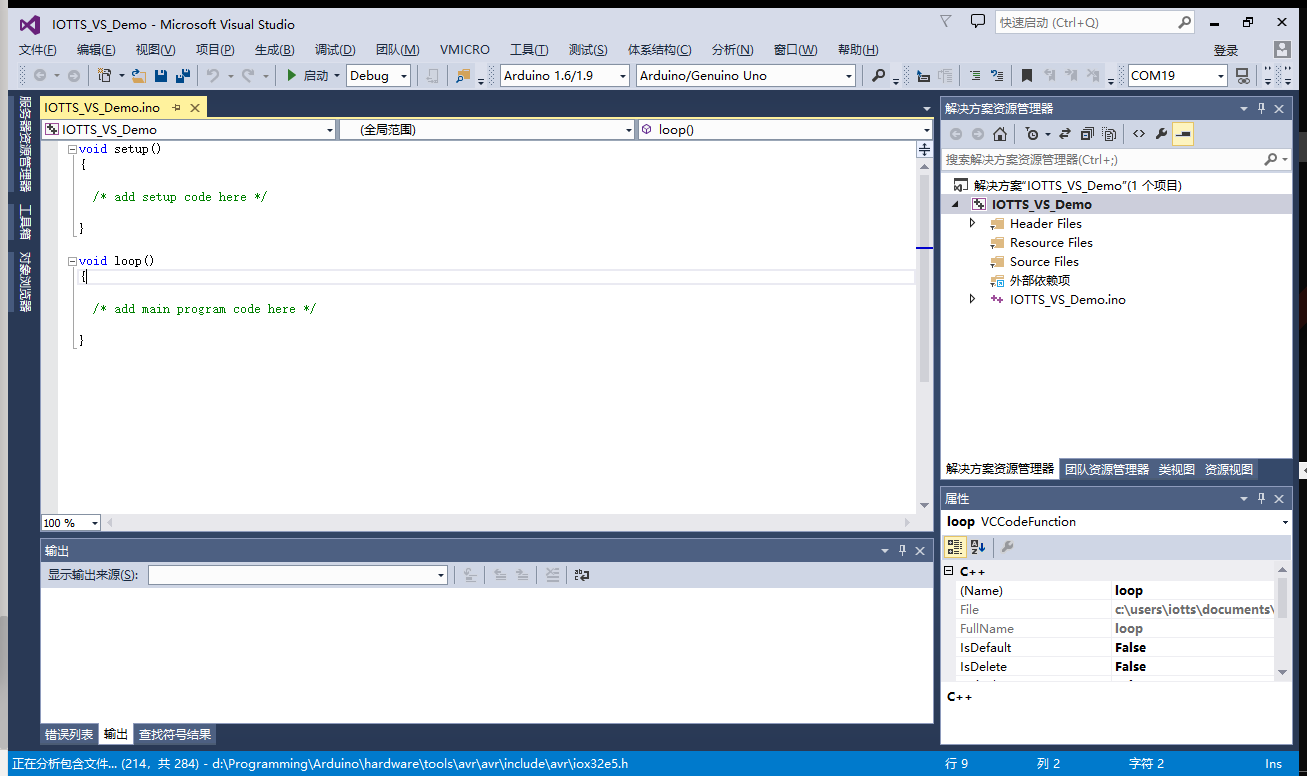 IOTTS_VS_Demo - Microsoft Visual Studio
快速启动 (Ctrl+Q)
文件(F) 编辑(E) 视图(V) 项目(P) 生成(B) 调试(D) 团队(M) VMICRO 工具(T) 测试(S) 体系结构(C) 分析(N) 窗口(W) 帮助(H)
登录
启动 Debug Arduino 1.6/1.9 Arduino/Genuino Uno COM19
服务器资源管理器
工具箱
对象浏览器
IOTTS_VS_Demo.ino
IOTTS_VS_Demo (全局范围) loop()
void setup()
{
/* add setup code here */
}
void loop()
{
/* add main program code here */
}
100 %
输出
显示输出来源(S):
错误列表 输出 查找符号结果
解决方案资源管理器
搜索解决方案资源管理器(Ctrl+;)
解决方案"IOTTS_VS_Demo"(1 个项目)
IOTTS_VS_Demo
Header Files
Resource Files
Source Files
外部依赖项
IOTTS_VS_Demo.ino
解决方案资源管理器 团队资源管理器 类视图 资源视图
属性
loop VCCodeFunction
C++
(Name) loop
File c:\users\iotts\documents\
FullName loop
IsDefault False
IsDelete False
C++
正在分析包含文件... (214，共 284) - d:\Programming\Arduino\hardware\tools\avr\avr\include\avr\iox32e5.h
行 9 列 2 字符 2 Ins